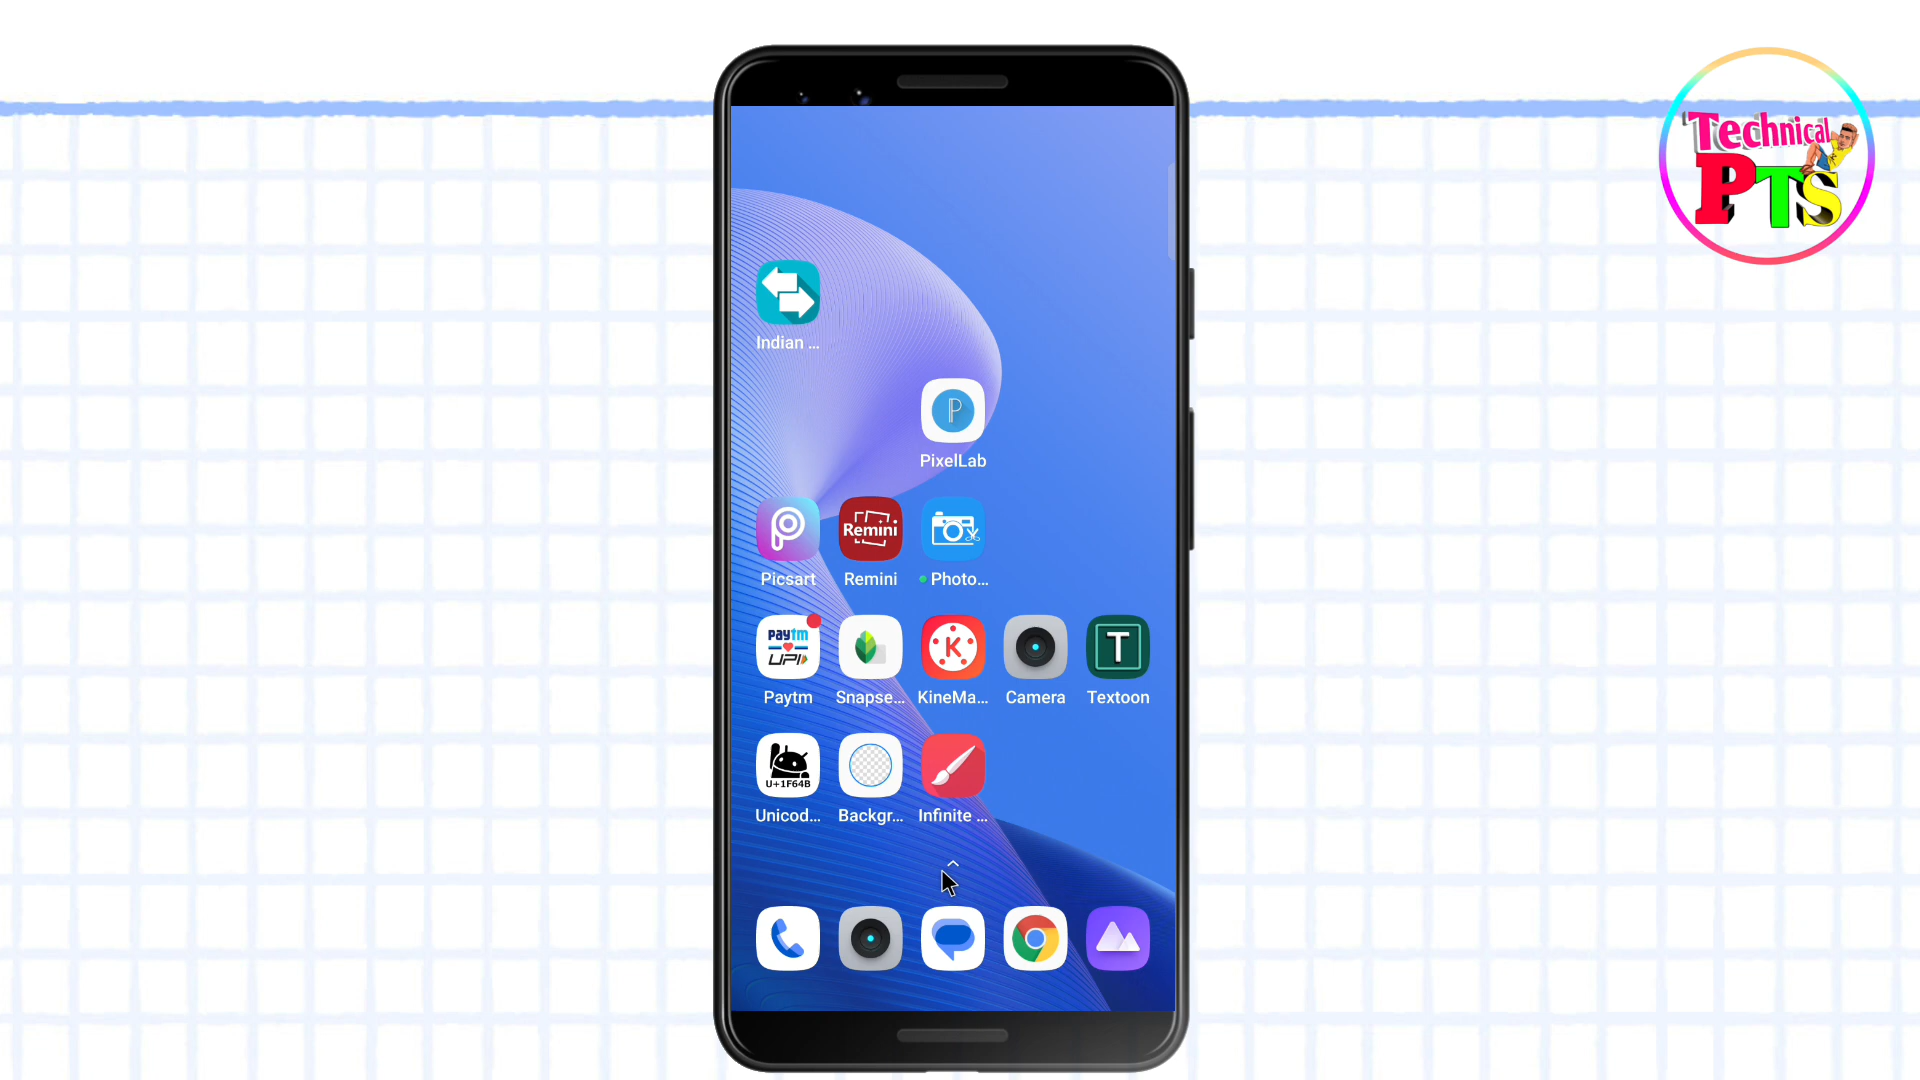 Technical
PTS
Indian ...
P
PixelLab
Remini
Picsart
Remini
Photo...
paytm
UPI
K
T
Paytm
Snapse...
KineMa...
Camera
Textoon
U+1F64B
Unicod...
Backgr...
Infinite ...